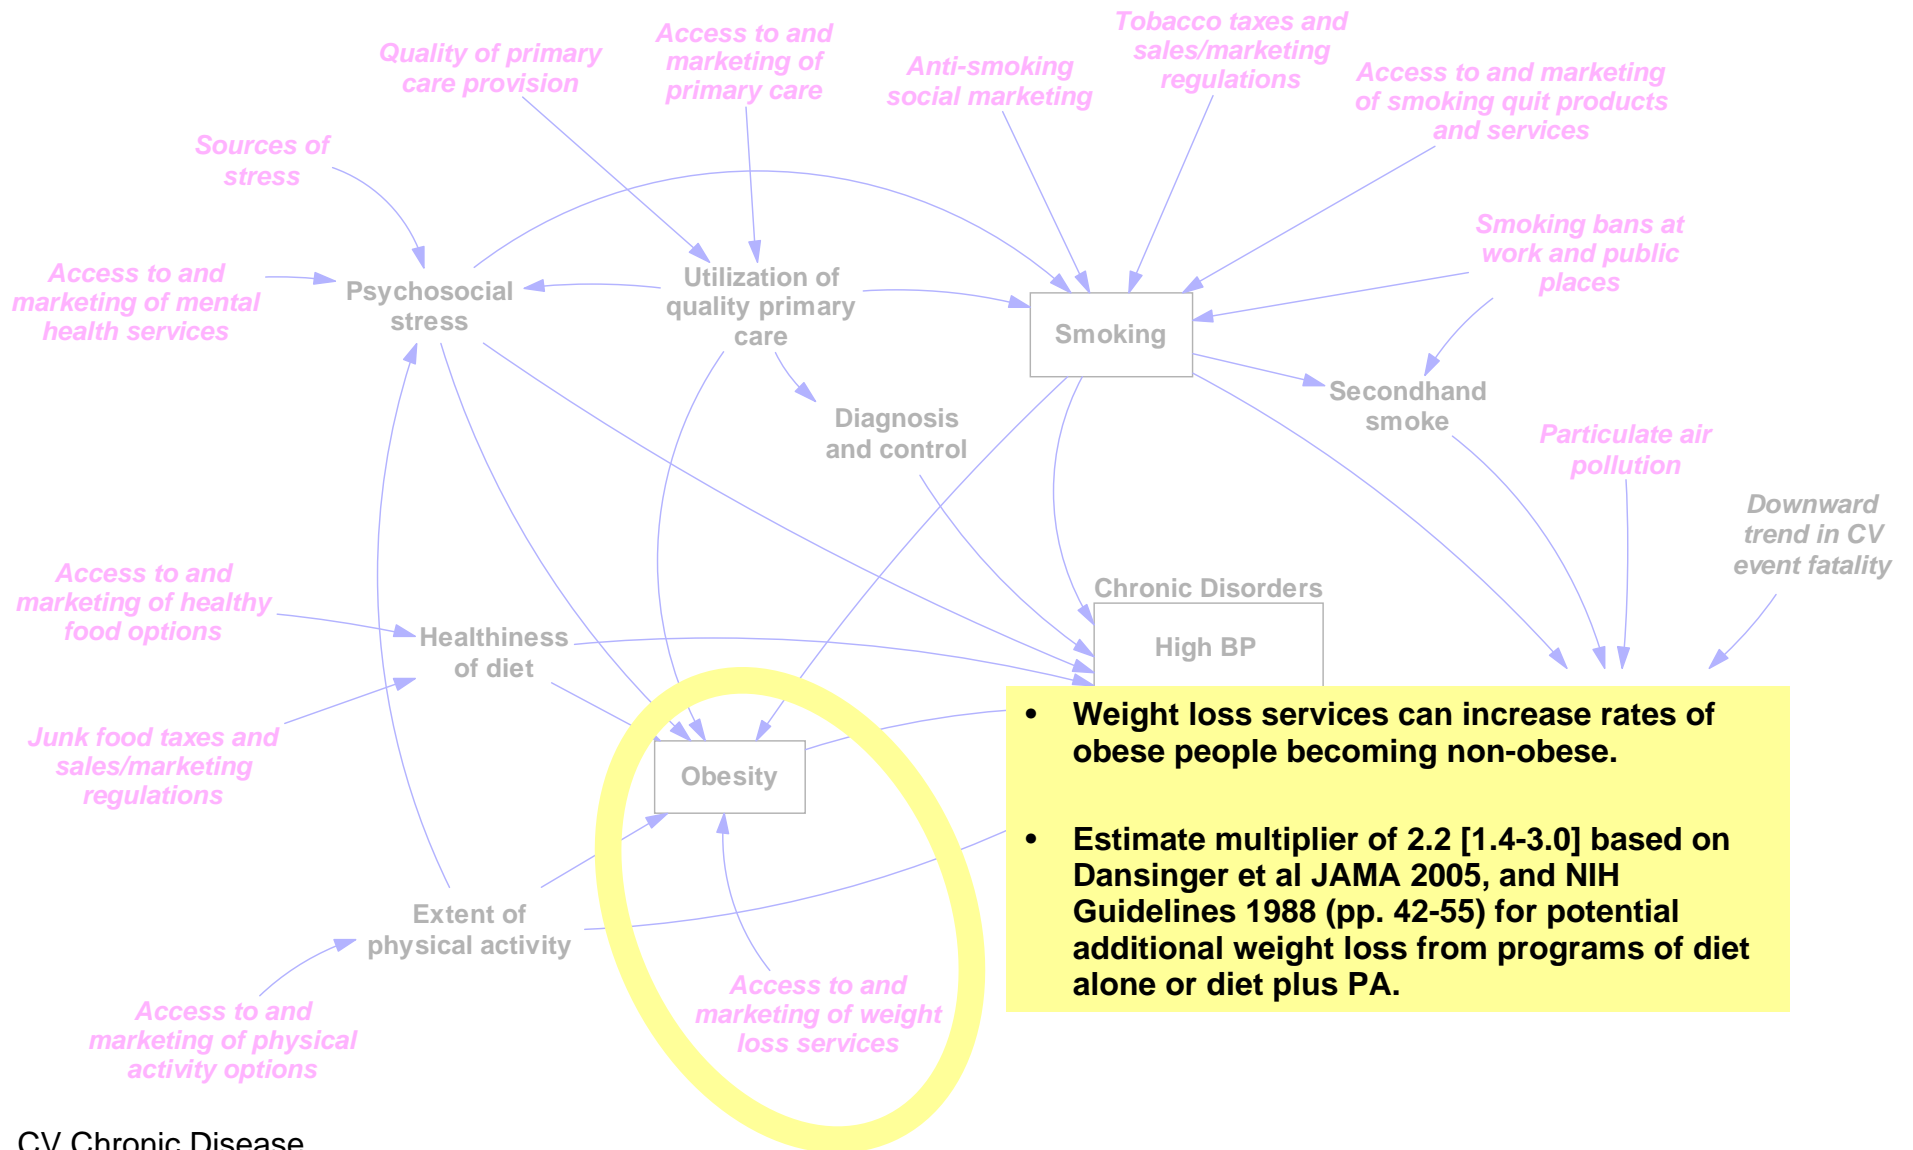 Quality of primary
care provision
Access to and
marketing of
primary care
Anti-smoking
social marketing
Tobacco taxes and
sales/marketing
regulations
Access to and marketing
of smoking quit products
and services
Sources of
stress
Smoking bans at
work and public
places
Access to and
marketing of mental
health services
Psychosocial
stress
Utilization of
quality primary
care
Smoking
Secondhand
smoke
Diagnosis
and control
Particulate air
pollution
Downward
trend in CV
event fatality
Access to and
marketing of healthy
food options
Healthiness
of diet
Chronic Disorders
High BP
Junk food taxes and
sales/marketing
regulations
Obesity
• Weight loss services can increase rates of
obese people becoming non-obese.
• Estimate multiplier of 2.2 [1.4-3.0] based on
Dansinger et al JAMA 2005, and NIH
Guidelines 1988 (pp. 42-55) for potential
additional weight loss from programs of diet
alone or diet plus PA.
Extent of
physical activity
Access to and
marketing of weight
loss services
Access to and
marketing of physical
activity options
CV Chronic Disease